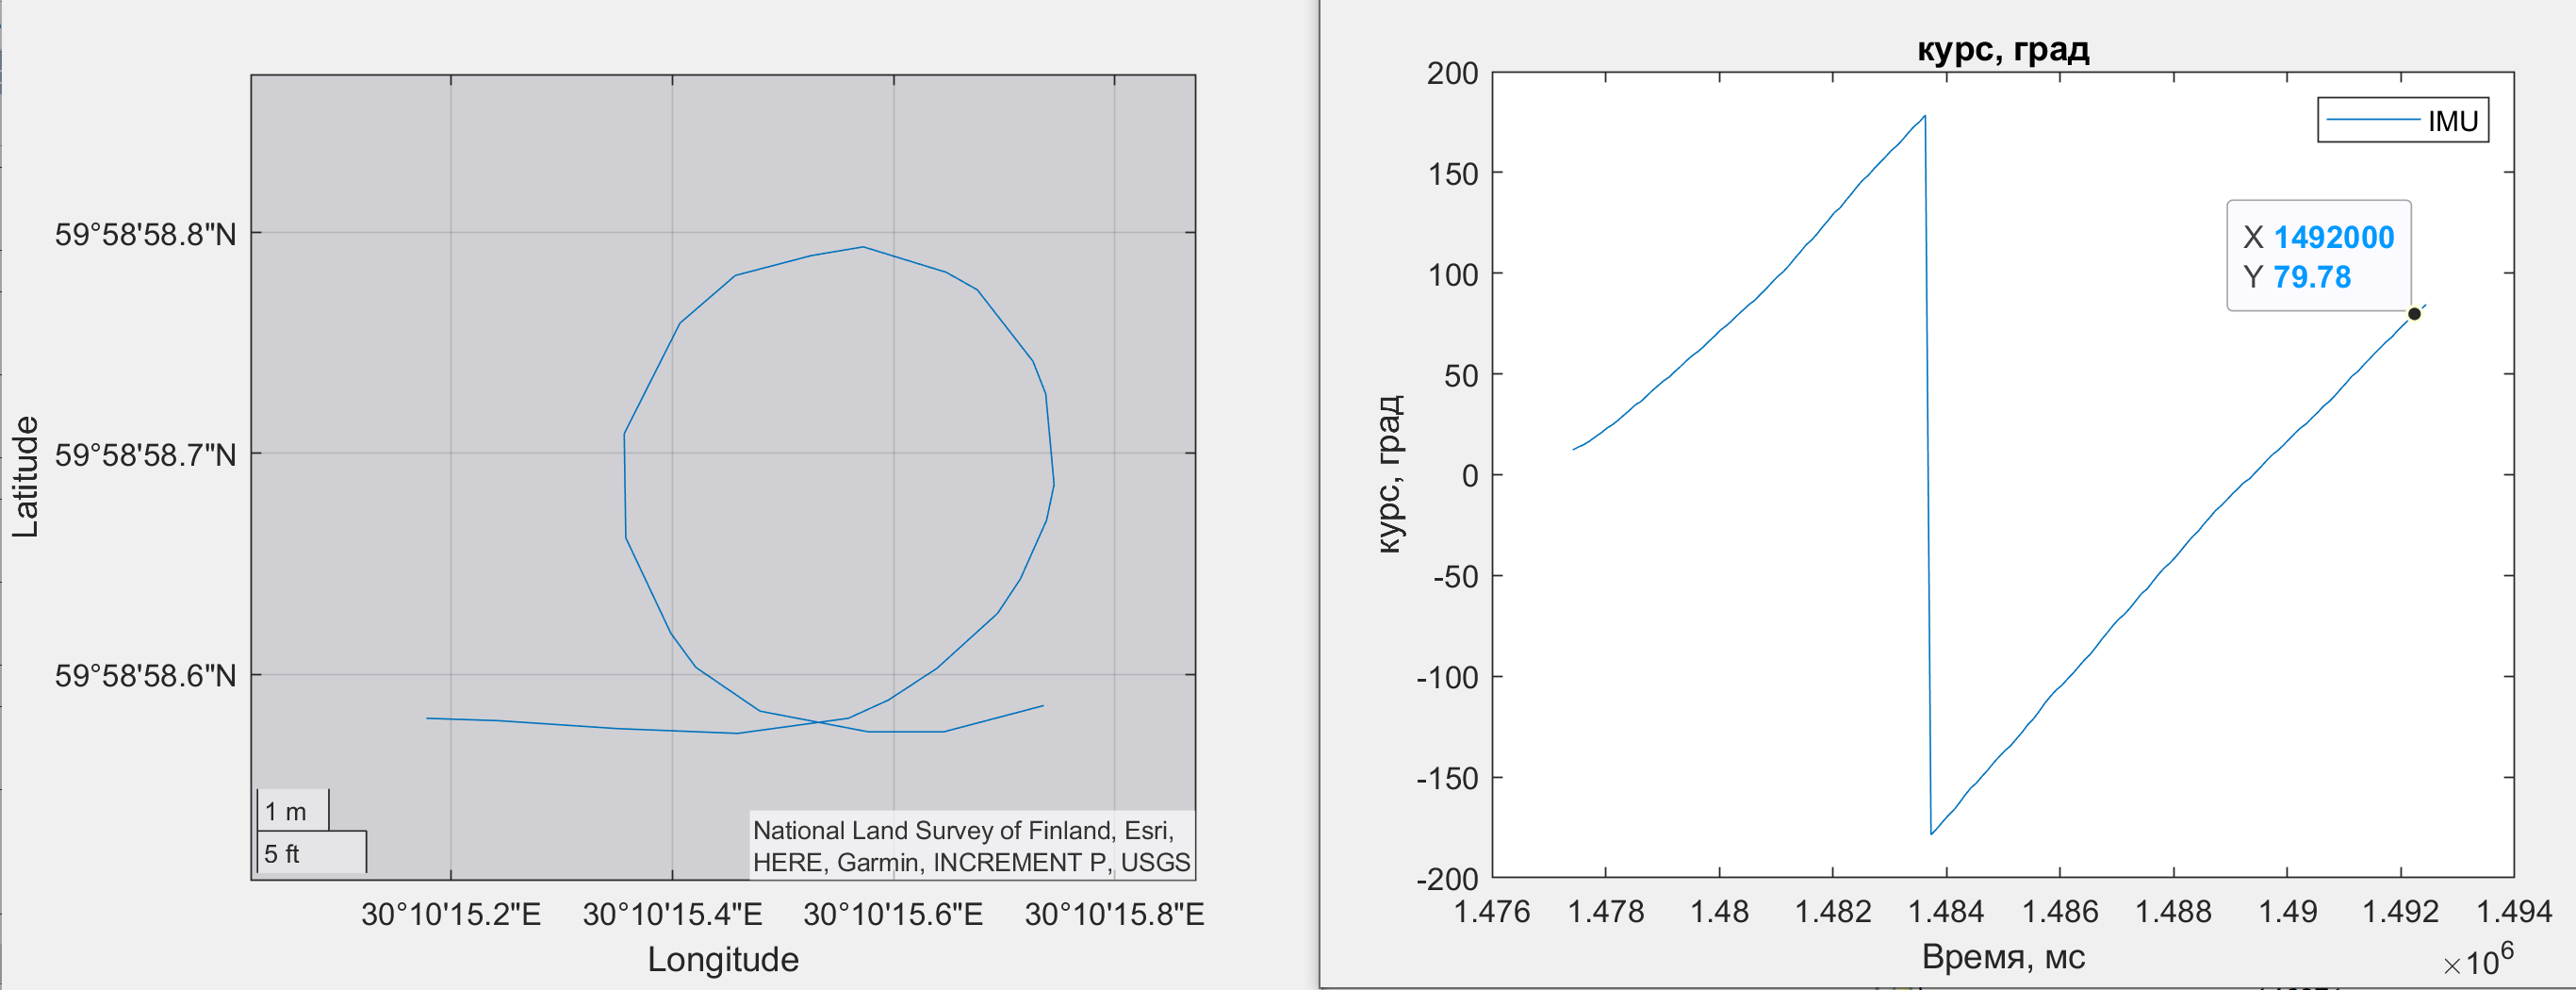 59°58'58.8"N
59°58'58.7"N
59°58'58.6"N
Latitude
1 m
5 ft
National Land Survey of Finland, Esri,
HERE, Garmin, INCREMENT P, USGS
30°10'15.2"E 30°10'15.4"E 30°10'15.6"E 30°10'15.8"E
Longitude
курс, град
200
150
100
50
0
-50
-100
-150
-200
курс, град
IMU
X 1492000
Y 79.78
1.476 1.478 1.48 1.482 1.484 1.486 1.488 1.49 1.492 1.494
Время, мс
×10⁶